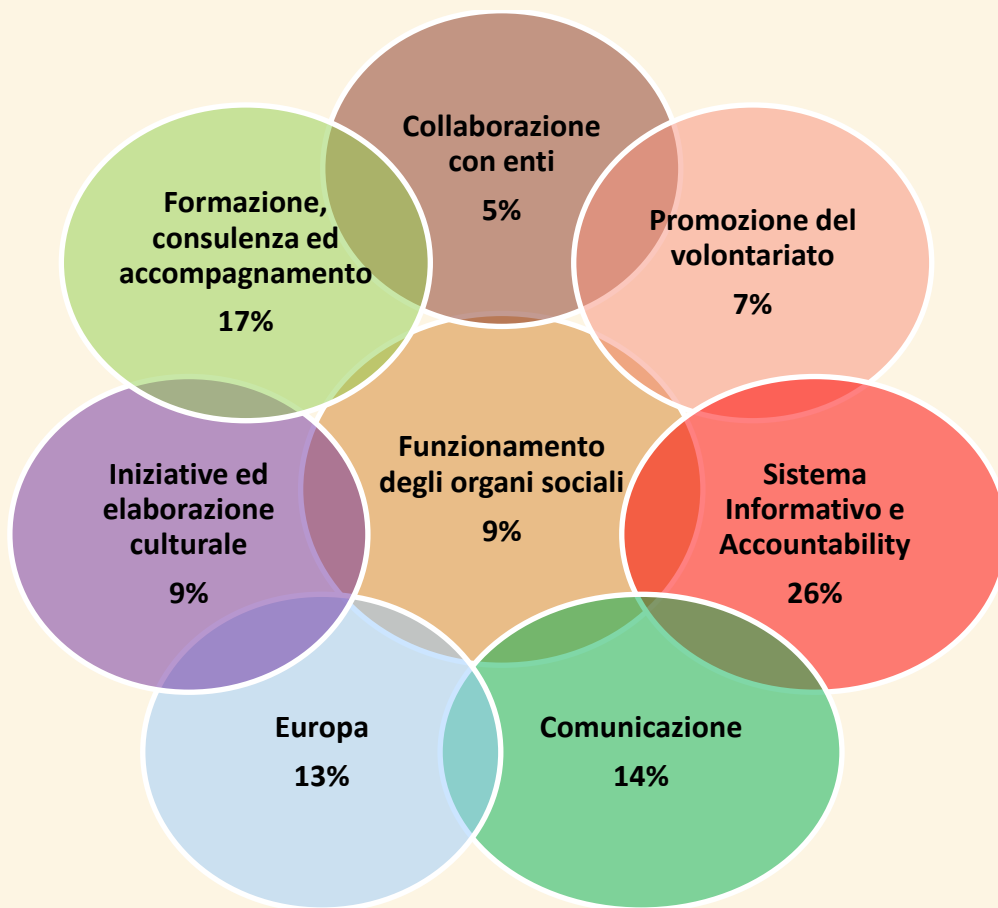 Collaborazione
con enti
5%
Formazione,
consulenza ed
accompagnamento
17%
Promozione del
volontariato
7%
Funzionamento
degli organi sociali
9%
Iniziative ed
elaborazione
culturale
9%
Sistema
Informativo e
Accountability
26%
Europa
13%
Comunicazione
14%